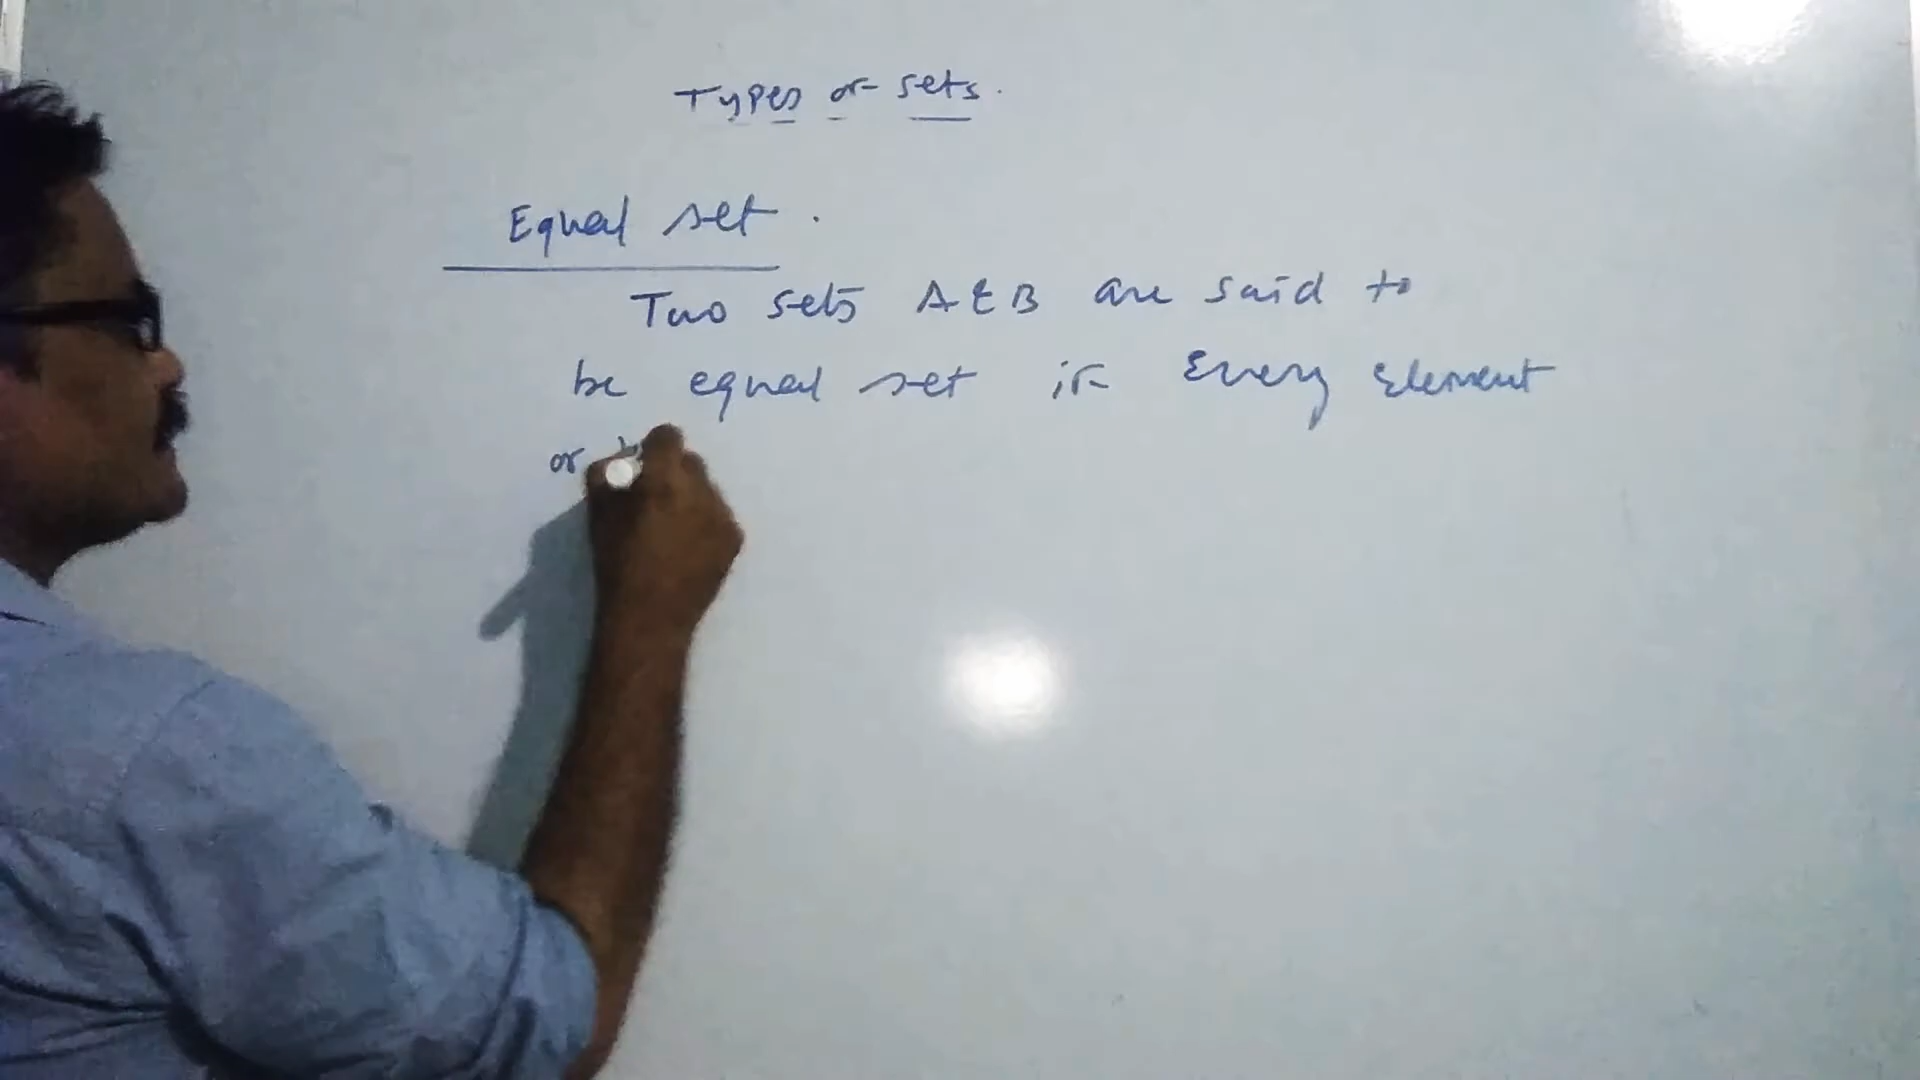 Types of sets.
Equal set.
Two sets A & B are said to
be equal set if Every Element
of